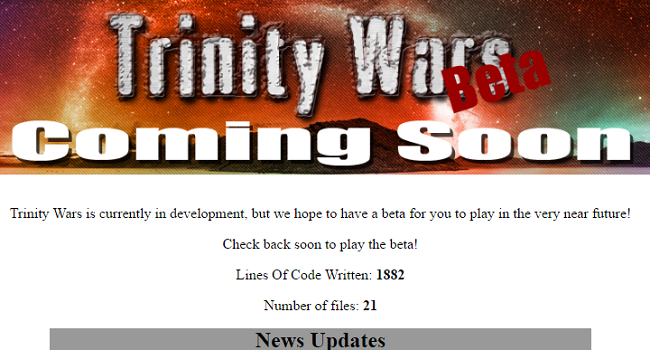 Trinity Wars
Beta
Coming Soon
Trinity Wars is currently in development, but we hope to have a beta for you to play in the very near future!
Check back soon to play the beta!
Lines Of Code Written: 1882
Number of files: 21
News Updates